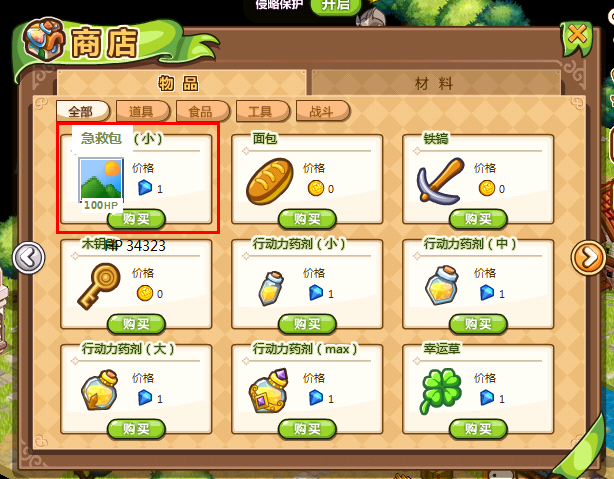 侵略保护 开启
商店
物品 材料
全部 道具 食品 工具 战斗
急救包（小） 面包 铁镐
价格 价格 价格
1 0 0
100HP
购买 购买 购买
HP 34323
行动力药剂（小） 行动力药剂（中）
价格 价格 价格
0 1 1
购买 购买 购买
行动力药剂（大） 行动力药剂（max） 幸运草
价格 价格 价格
1 1 1
购买 购买 购买